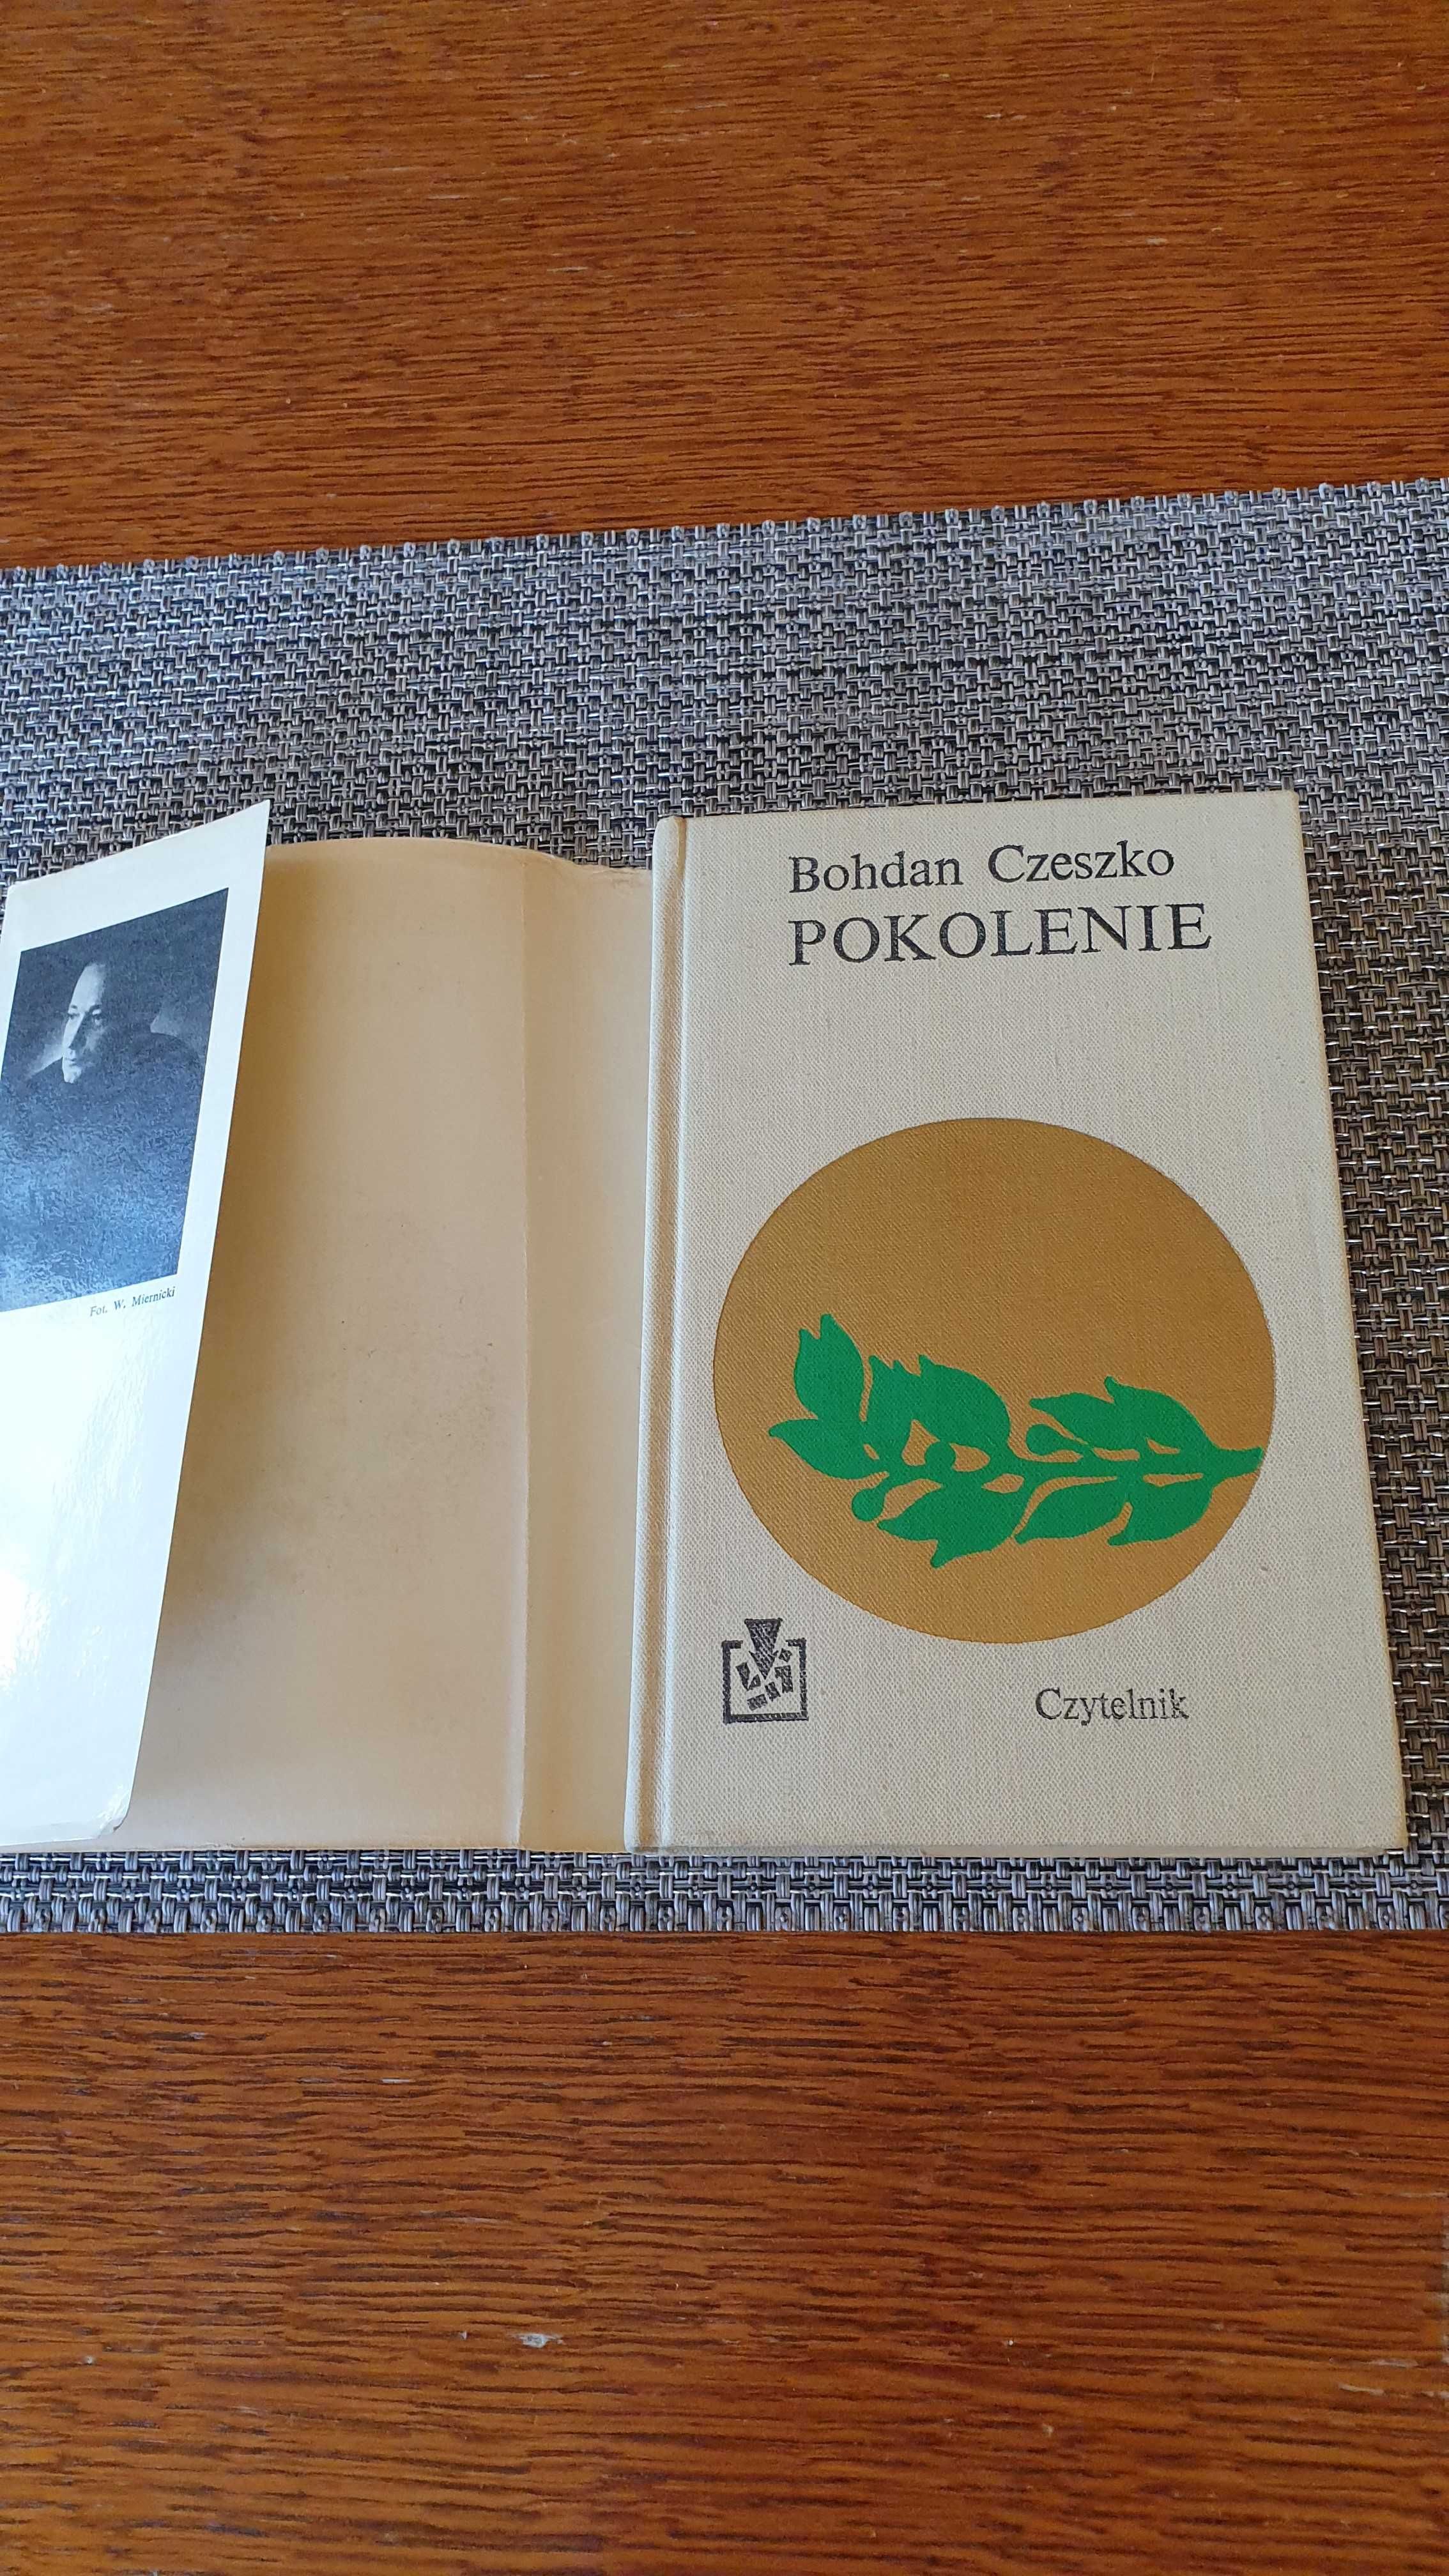 Fot. W. Miernicki
Bohdan Czeszko
POKOLENIE
Czytelnik